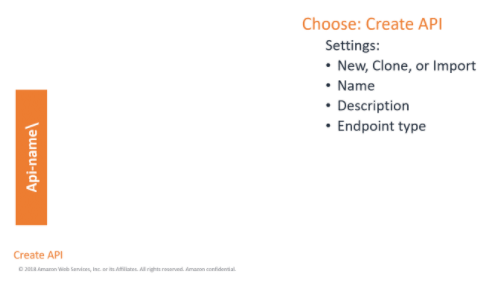 Choose: Create API
Settings:
• New, Clone, or Import
• Name
• Description
• Endpoint type
Api-name\
Create API
© 2018 Amazon Web Services, Inc. or its Affiliates. All rights reserved. Amazon confidential.